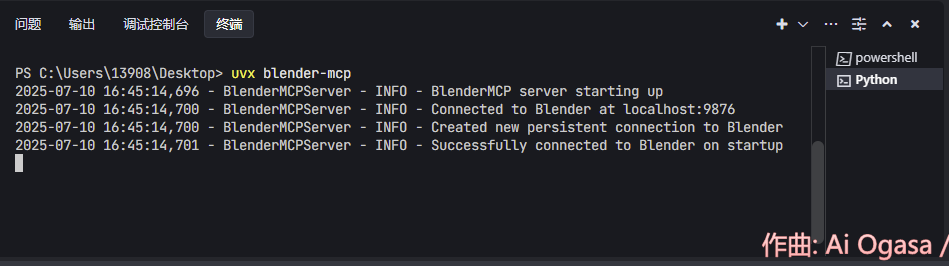 问题 输出 调试控制台 终端
PS C:\Users\13908\Desktop> uvx blender-mcp
2025-07-10 16:45:14,696 - BlenderMCPServer - INFO - BlenderMCP server starting up
2025-07-10 16:45:14,700 - BlenderMCPServer - INFO - Connected to Blender at localhost:9876
2025-07-10 16:45:14,700 - BlenderMCPServer - INFO - Created new persistent connection to Blender
2025-07-10 16:45:14,701 - BlenderMCPServer - INFO - Successfully connected to Blender on startup
powershell
Python
作曲: Ai Ogasa /